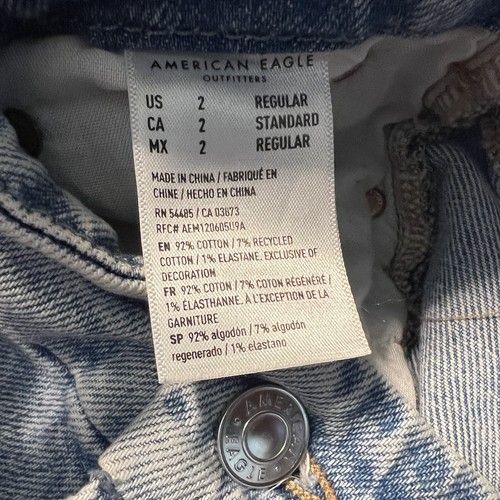 AMERICAN EAGLE
OUTFITTERS
US 2 REGULAR
CA 2 STANDARD
MX 2 REGULAR
MADE IN CHINA / FABRIQUÉ EN
CHINE / HECHO EN CHINA
RN 54485 / CA 03673
RFC# AEM1206059U9A
EN 92% COTTON / 7% RECYCLED
COTTON / 1% ELASTANE, EXCLUSIVE OF
DECORATION
FR 92% COTON / 7% COTON RÉGÉNÉRÉ /
1% ÉLASTHANNE, À L'EXCEPTION DE LA
GARNITURE
SP 92% algodón / 7% algodón
regenerado / 1% elastano
AMERICAN
EAGLE